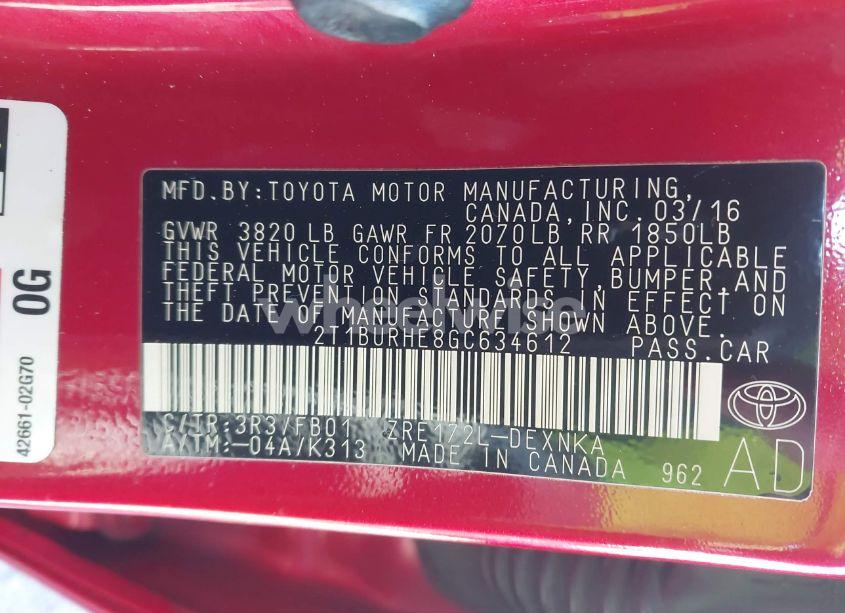 MFD.BY:TOYOTA MOTOR MANUFACTURING,
CANADA,INC. 03/16
GVWR 3820 LB GAWR FR 2070LB RR 1850LB
THIS VEHICLE CONFORMS TO ALL APPLICABLE
FEDERAL MOTOR VEHICLE SAFETY,BUMPER,AND
THEFT PREVENTION STANDARDS IN EFFECT ON
THE DATE OF MANUFACTURE SHOWN ABOVE.
2T1BURHE8GC634612 PASS.CAR
C/TR:3R3/FB01 ZRE172L-DEXNKA
A/TM:-04A/K313 MADE IN CANADA 962
AD
0G
42661-02G70